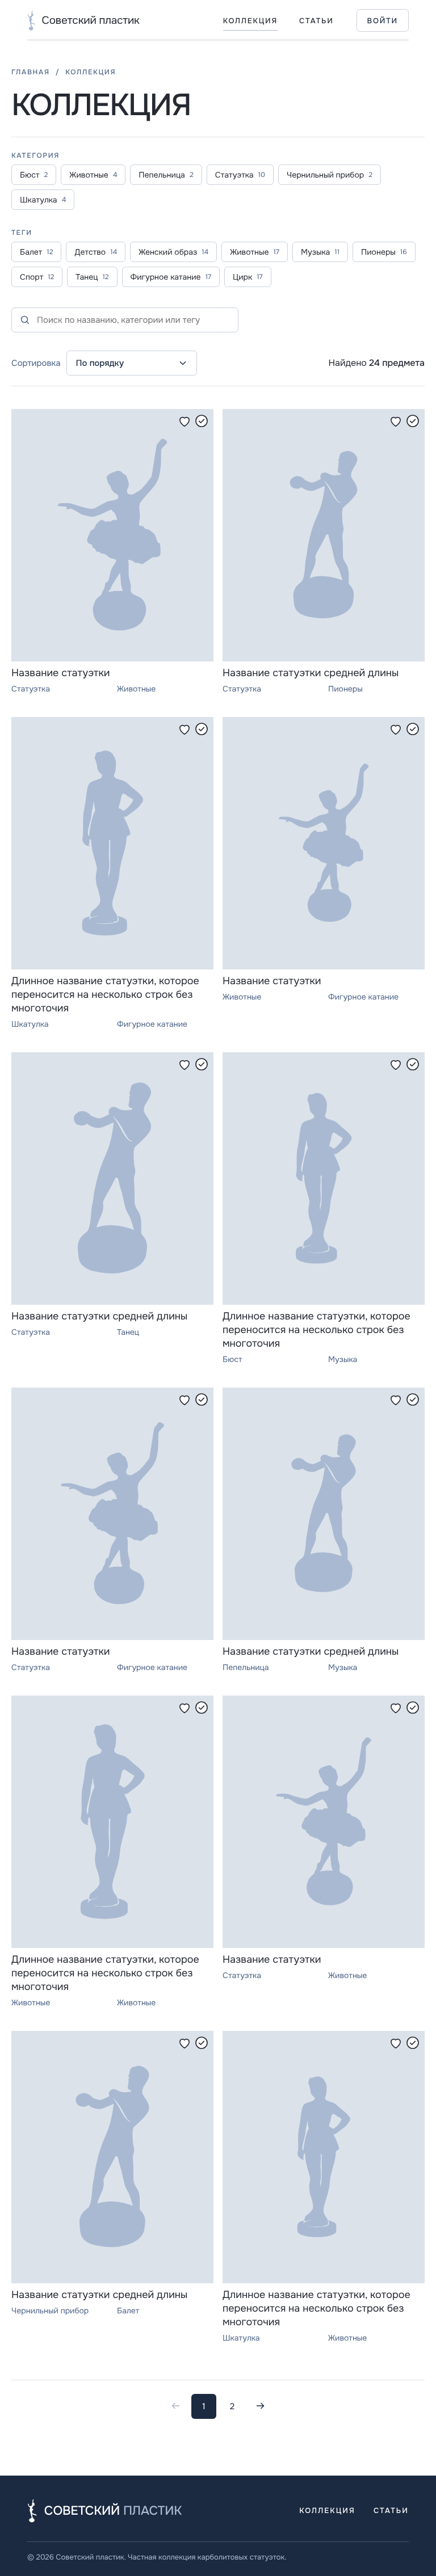 Советский пластик
КОЛЛЕКЦИЯ СТАТЬИ ВОЙТИ
ГЛАВНАЯ / КОЛЛЕКЦИЯ
КОЛЛЕКЦИЯ
КАТЕГОРИЯ
Бюст 2 Животные 4 Пепельница 2 Статуэтка 10 Чернильный прибор 2
Шкатулка 4
ТЕГИ
Балет 12 Детство 14 Женский образ 14 Животные 17 Музыка 11 Пионеры 16
Спорт 12 Танец 12 Фигурное катание 17 Цирк 17
Поиск по названию, категории или тегу
Сортировка По порядку Найдено 24 предмета
Название статуэтки
Статуэтка Животные
Название статуэтки средней длины
Статуэтка Пионеры
Длинное название статуэтки, которое
переносится на несколько строк без
многоточия
Шкатулка Фигурное катание
Название статуэтки
Животные Фигурное катание
Название статуэтки средней длины
Статуэтка Танец
Длинное название статуэтки, которое
переносится на несколько строк без
многоточия
Бюст Музыка
Название статуэтки
Статуэтка Фигурное катание
Название статуэтки средней длины
Пепельница Музыка
Длинное название статуэтки, которое
переносится на несколько строк без
многоточия
Животные Животные
Название статуэтки
Статуэтка Животные
Название статуэтки средней длины
Чернильный прибор Балет
Длинное название статуэтки, которое
переносится на несколько строк без
многоточия
Шкатулка Животные
← 1 2 →
СОВЕТСКИЙ ПЛАСТИК
КОЛЛЕКЦИЯ СТАТЬИ
© 2026 Советский пластик. Частная коллекция карболитовых статуэток.